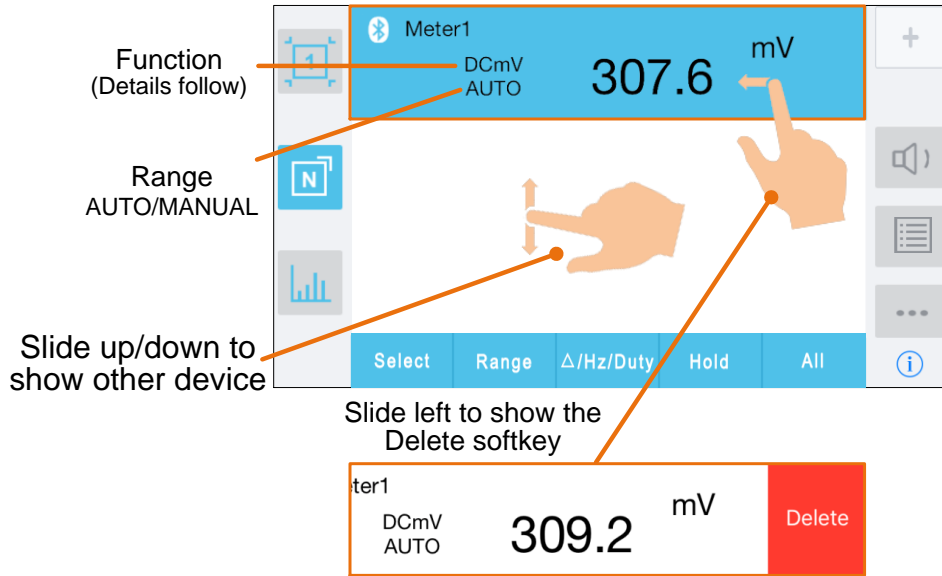 Meter1
mV
Function
(Details follow)
1
DCmV
AUTO
307.6
Range
AUTO/MANUAL
N
Slide up/down to
show other device
Select Range △/Hz/Duty Hold All
i
Slide left to show the
Delete softkey
ter1
DCmV
AUTO
309.2
mV
Delete